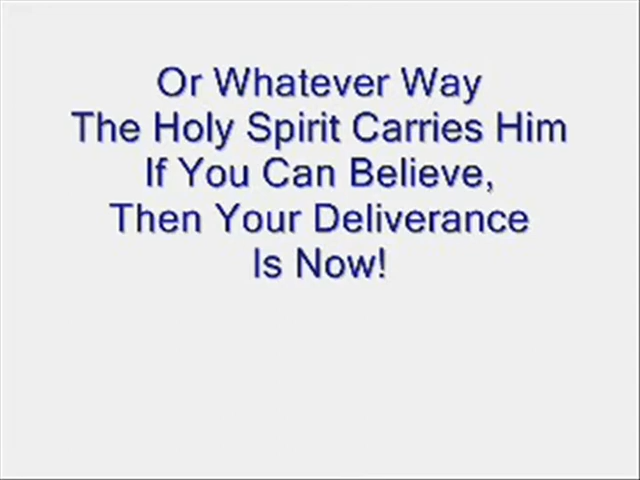 Or Whatever Way
The Holy Spirit Carries Him
If You Can Believe,
Then Your Deliverance
Is Now!